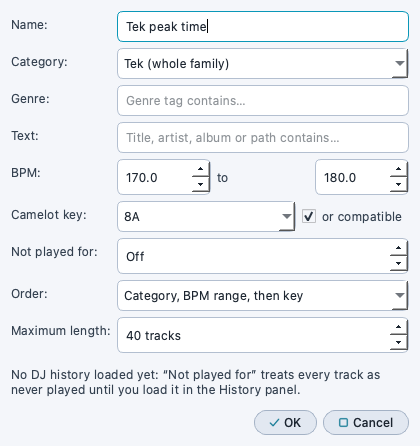 Name: Tek peak time
Category: Tek (whole family)
Genre: Genre tag contains...
Text: Title, artist, album or path contains...
BPM: 170.0 to 180.0
Camelot key: 8A or compatible
Not played for: Off
Order: Category, BPM range, then key
Maximum length: 40 tracks
No DJ history loaded yet: “Not played for” treats every track as
never played until you load it in the History panel.
OK Cancel